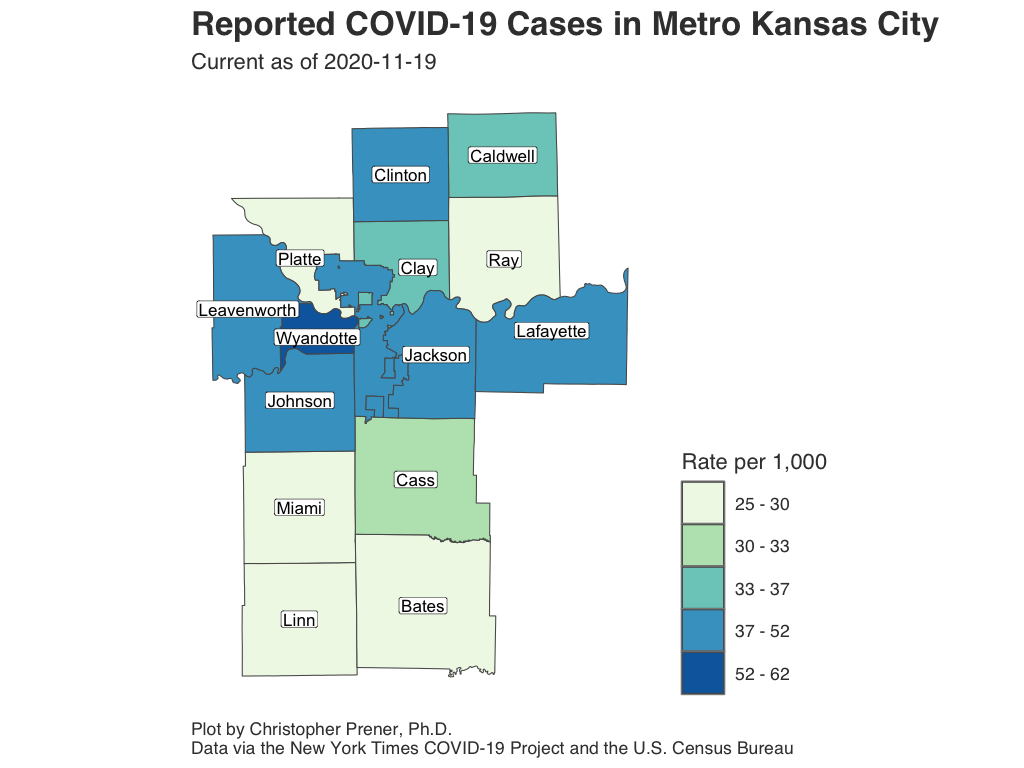 Reported COVID-19 Cases in Metro Kansas City
Current as of 2020-11-19
Caldwell
Clinton
Platte
Ray
Clay
Leavenworth
Lafayette
Wyandotte
Jackson
Johnson
Cass
Miami
Bates
Linn
Rate per 1,000
25 - 30
30 - 33
33 - 37
37 - 52
52 - 62
Plot by Christopher Prener, Ph.D.
Data via the New York Times COVID-19 Project and the U.S. Census Bureau